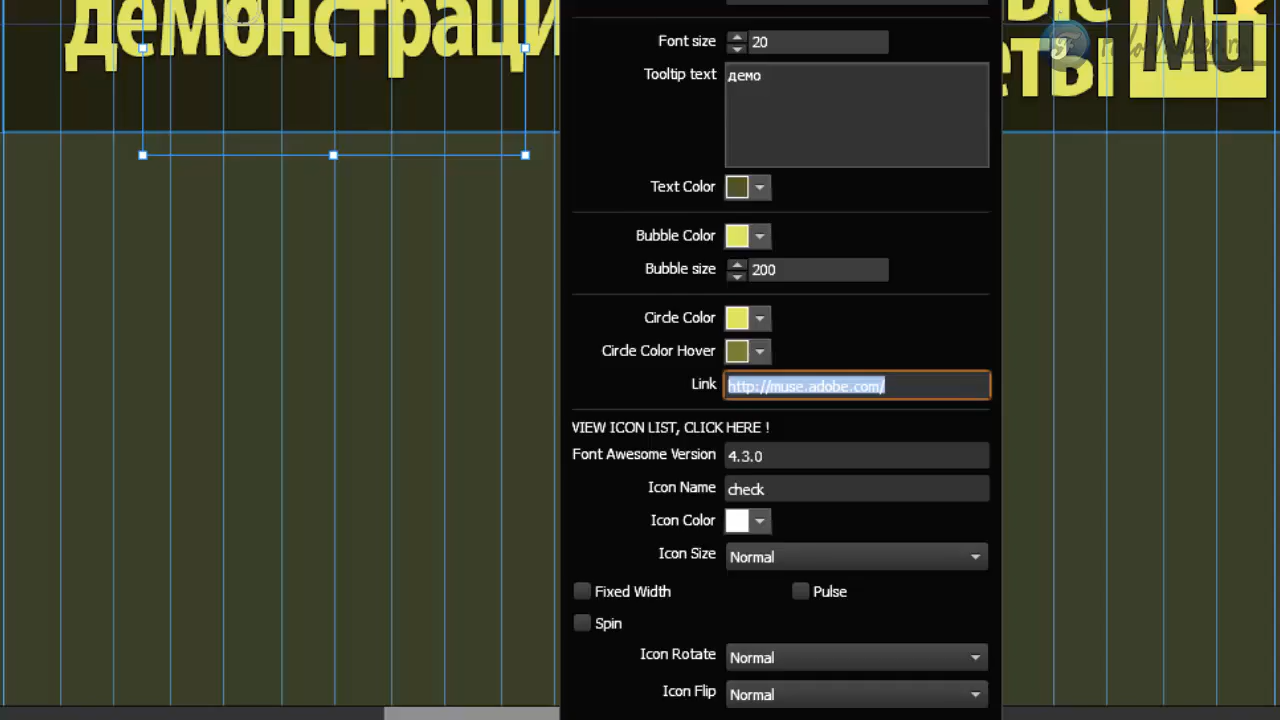 демонстраци
еты
Mu
Font size 20
Tooltip text демо
Text Color
Bubble Color
Bubble size 200
Circle Color
Circle Color Hover
Link http://muse.adobe.com/
VIEW ICON LIST, CLICK HERE !
Font Awesome Version 4.3.0
Icon Name check
Icon Color
Icon Size Normal
Fixed Width Pulse
Spin
Icon Rotate Normal
Icon Flip Normal